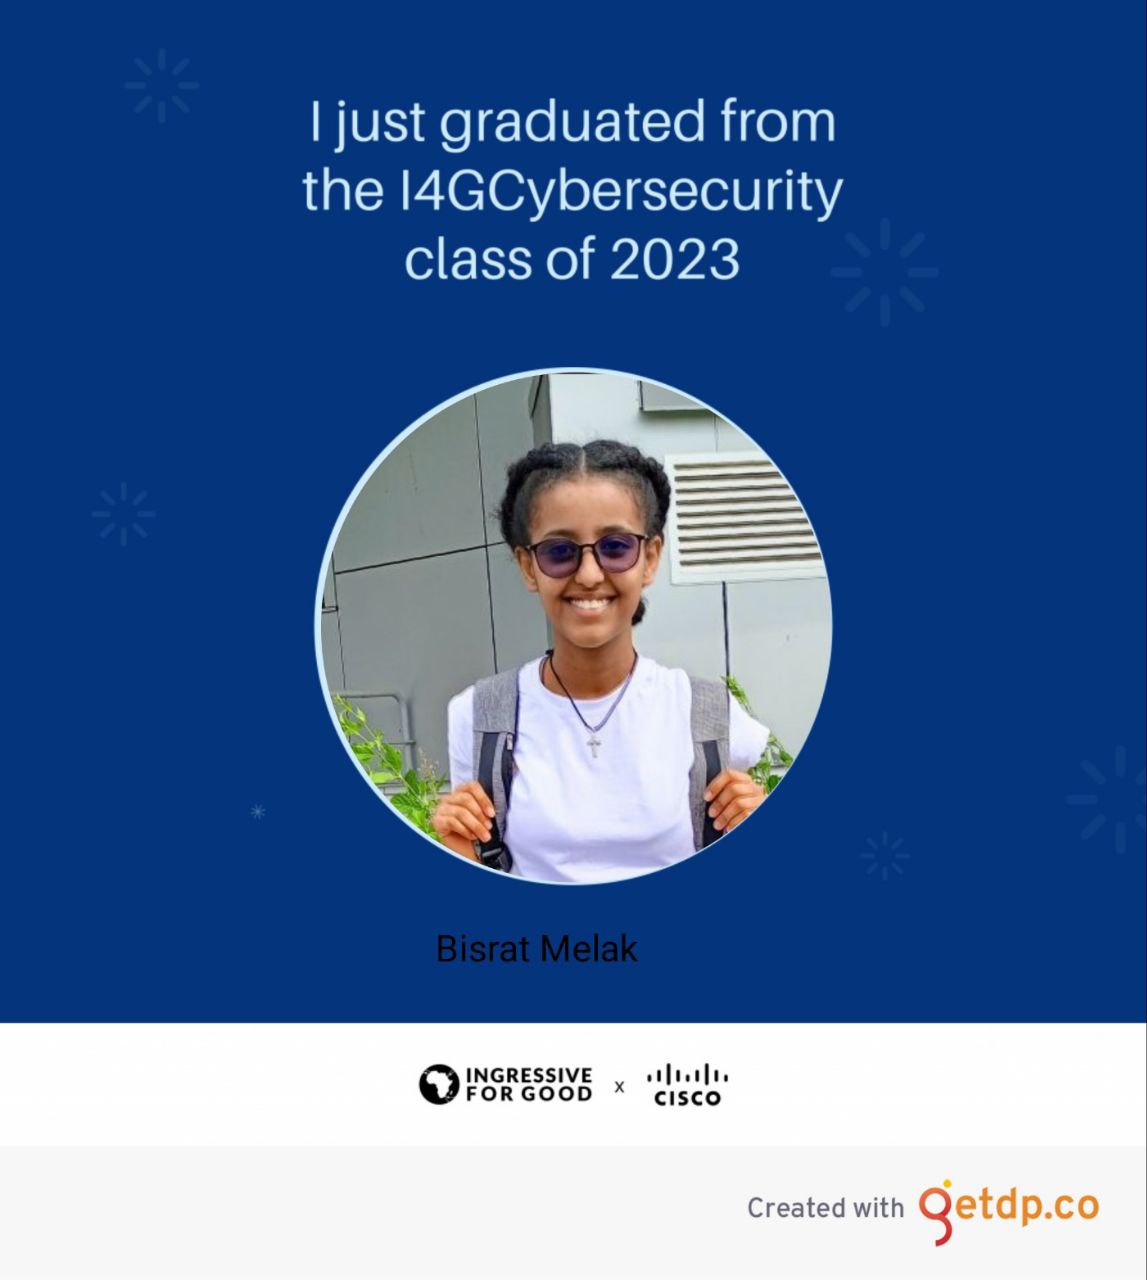 I just graduated from
the I4GCybersecurity
class of 2023
Bisrat Melak
INGRESSIVE
FOR GOOD
x
CISCO
Created with getdp.co